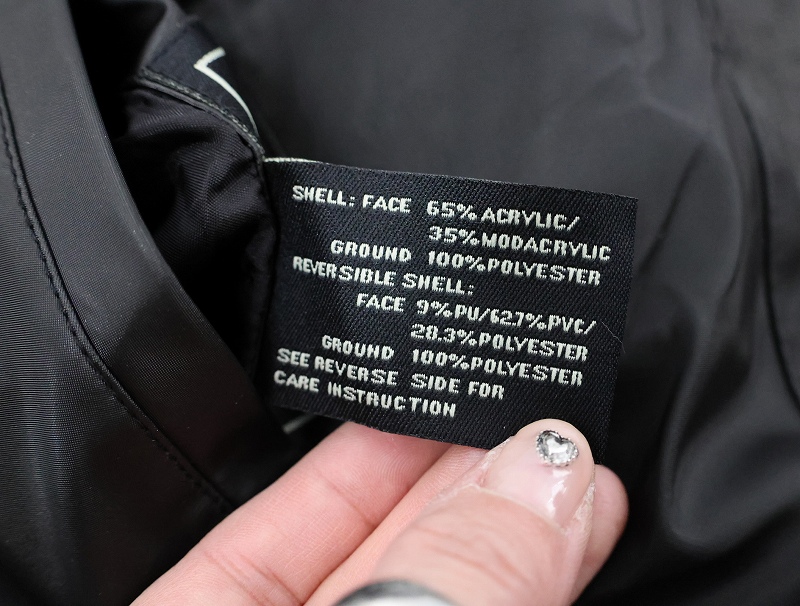 SHELL: FACE 65% ACRYLIC/
35%MODACRYLIC
GROUND 100%POLYESTER
REVERSIBLE SHELL:
FACE 9%PU/62.7%PVC/
28.3%POLYESTER
GROUND 100%POLYESTER
SEE REVERSE SIDE FOR
CARE INSTRUCTION